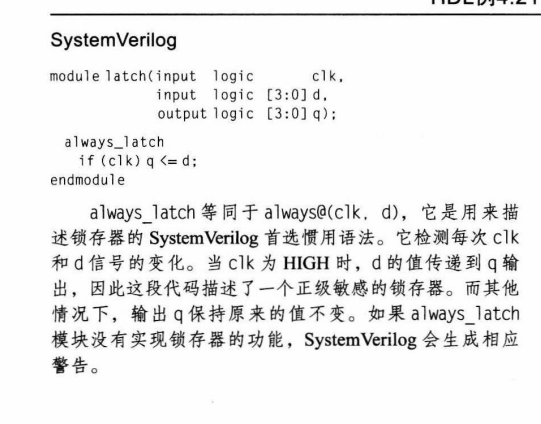 SystemVerilog
module latch(input logic clk,
input logic [3:0] d,
output logic [3:0] q);
always_latch
if (clk) q <= d;
endmodule
always_latch 等同于 always@(clk, d)，它是用来描
述锁存器的 SystemVerilog 首选惯用语法。它检测每次 clk
和 d 信号的变化。当 clk 为 HIGH 时，d 的值传递到 q 输
出，因此这段代码描述了一个正级敏感的锁存器。而其他
情况下，输出 q 保持原来的值不变。如果 always_latch
模块没有实现锁存器的功能，SystemVerilog 会生成相应
警告。